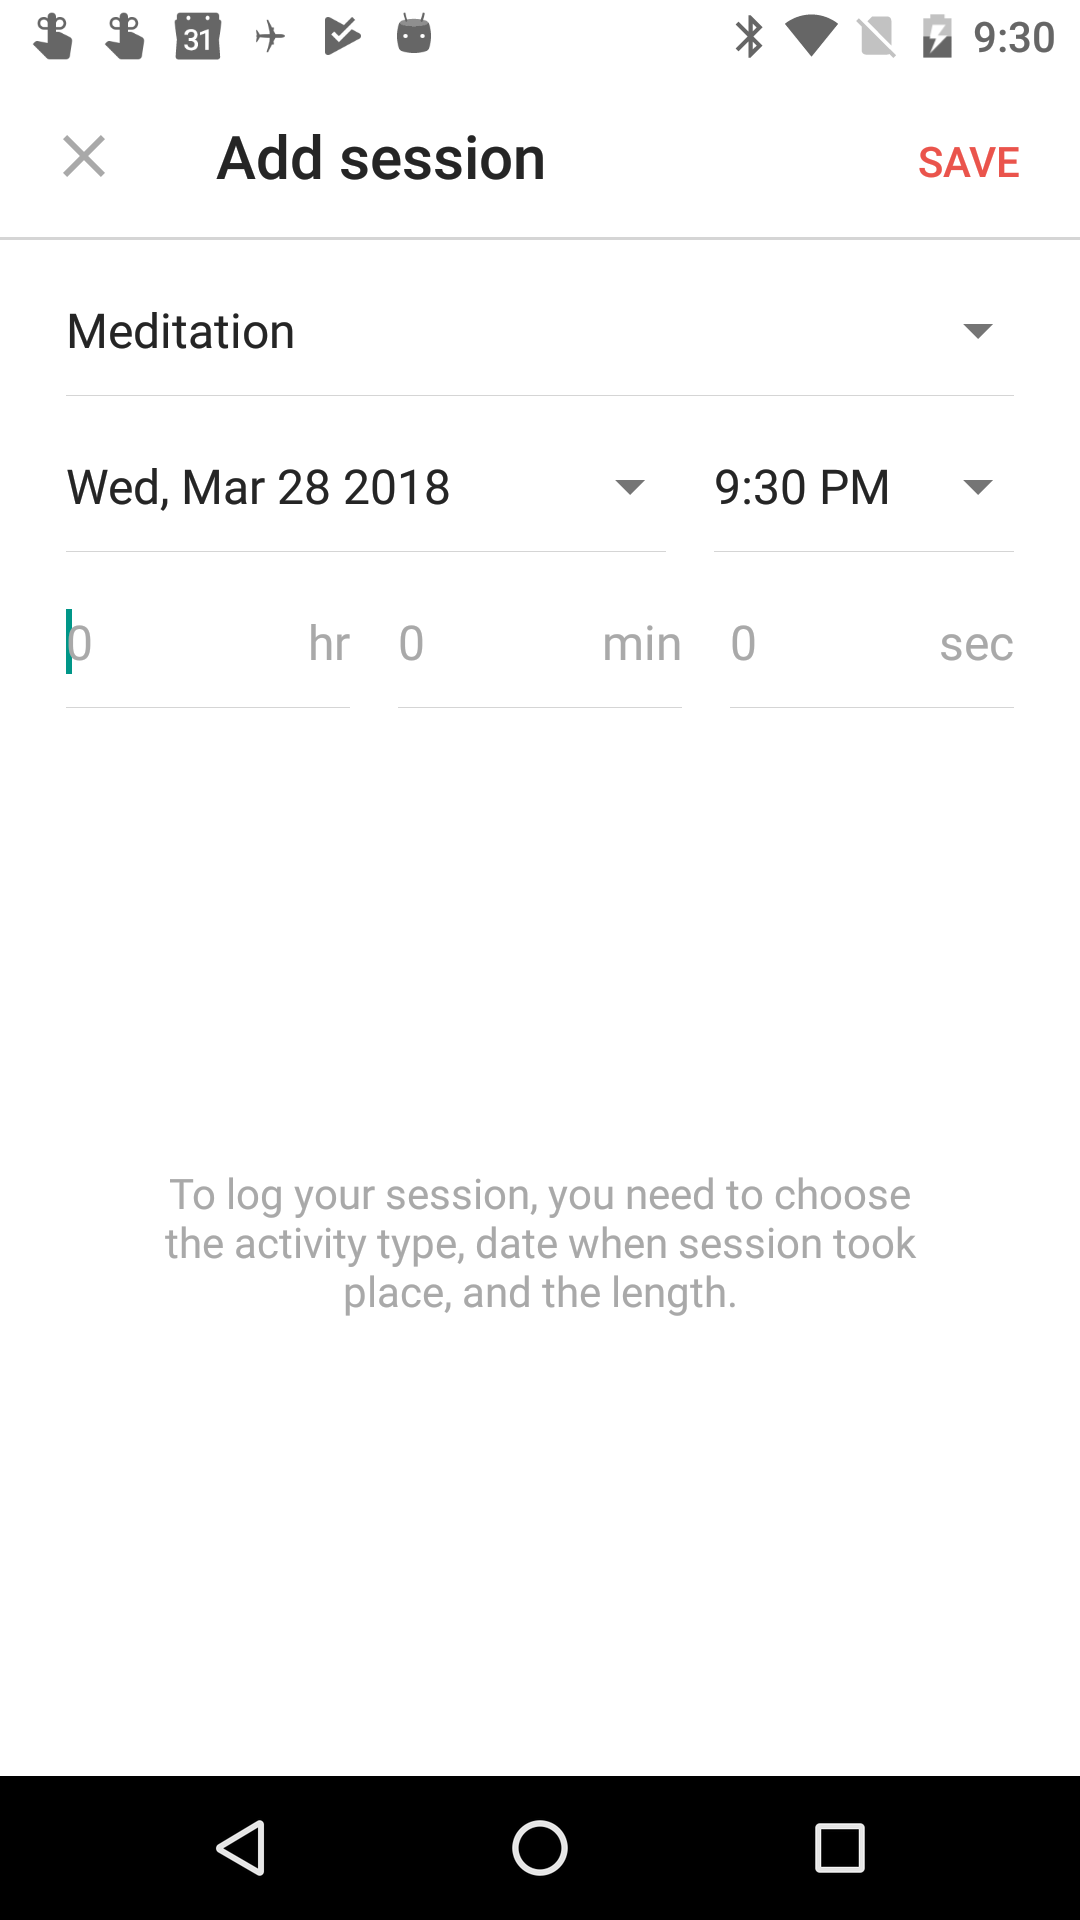 31
9:30
Add session
SAVE
Meditation
Wed, Mar 28 2018
9:30 PM
0 hr 0 min 0 sec
To log your session, you need to choose
the activity type, date when session took
place, and the length.